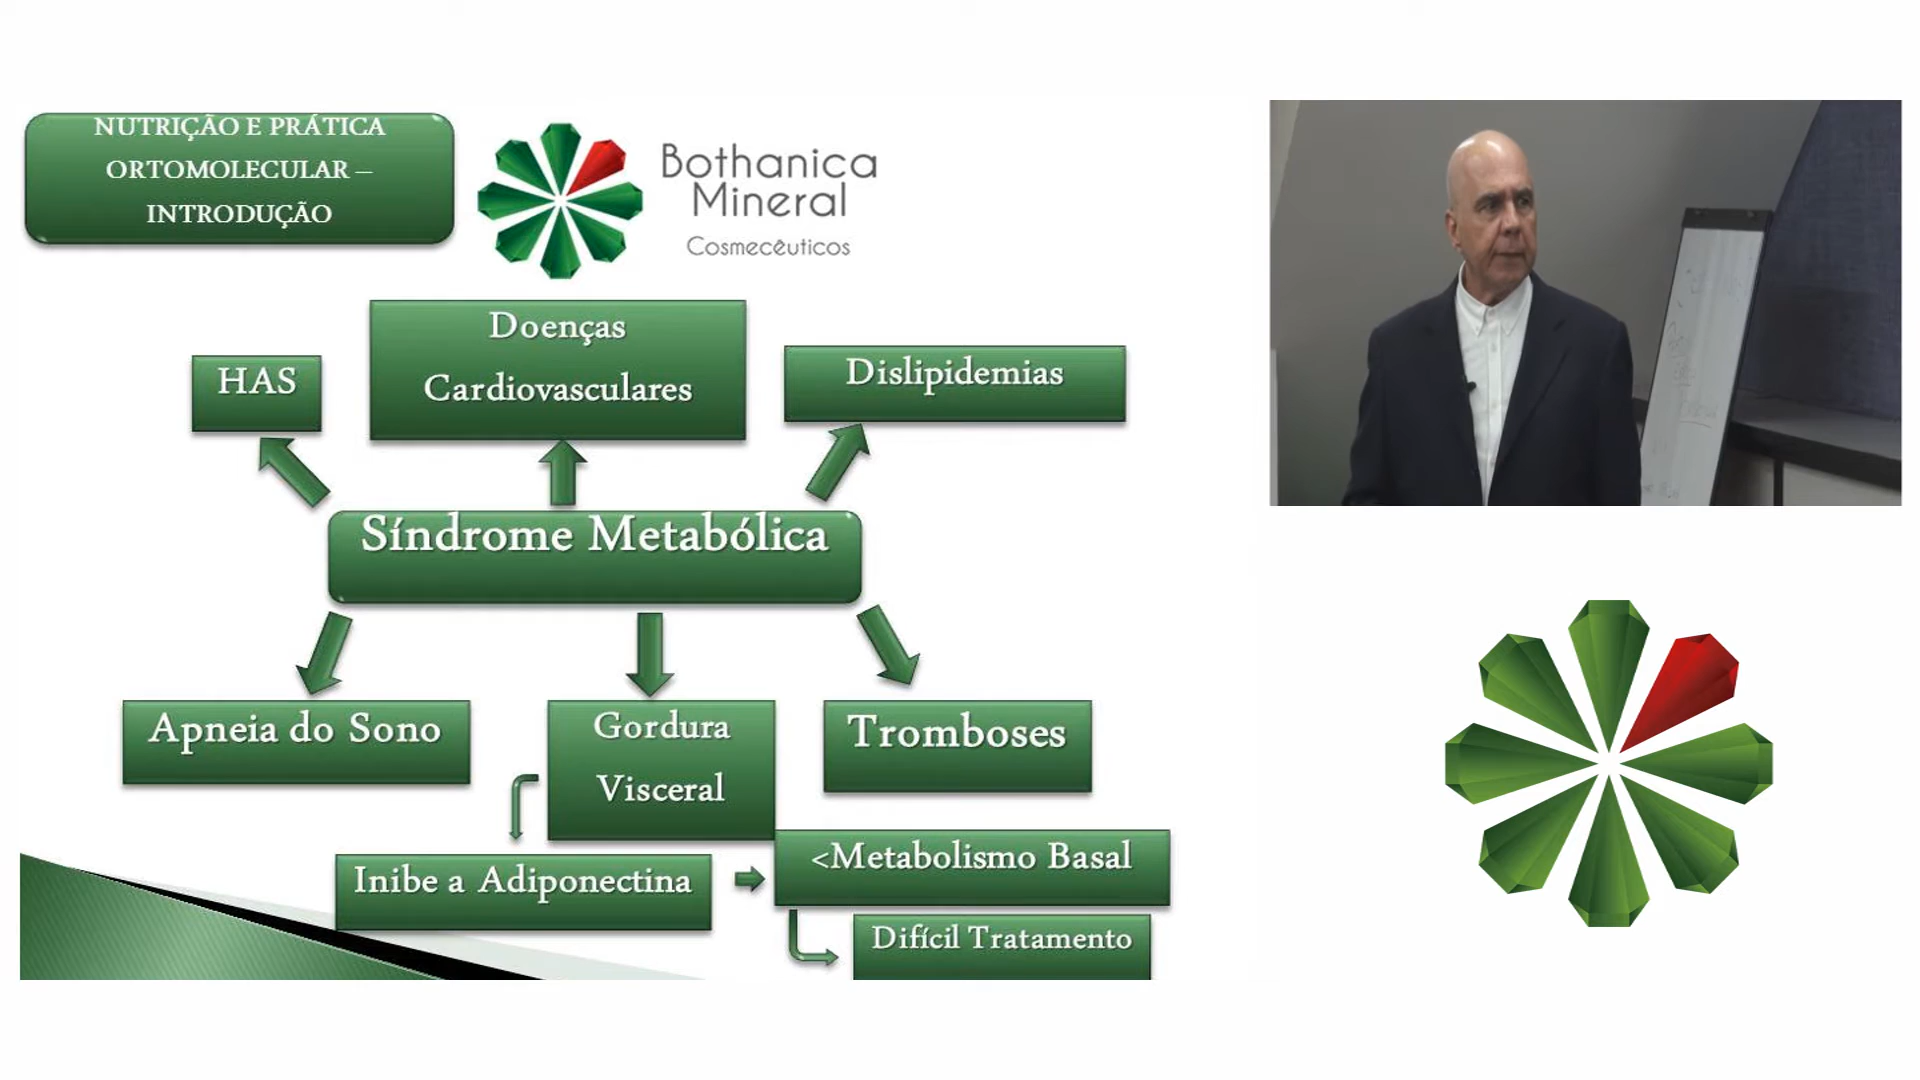 NUTRIÇÃO E PRÁTICA
ORTOMOLECULAR –
INTRODUÇÃO
Bothanica
Mineral
Cosmecêuticos
HAS
Doenças
Cardiovasculares
Dislipidemias
Síndrome Metabólica
Apneia do Sono
Gordura
Visceral
Tromboses
Inibe a Adiponectina
<Metabolismo Basal
Difícil Tratamento